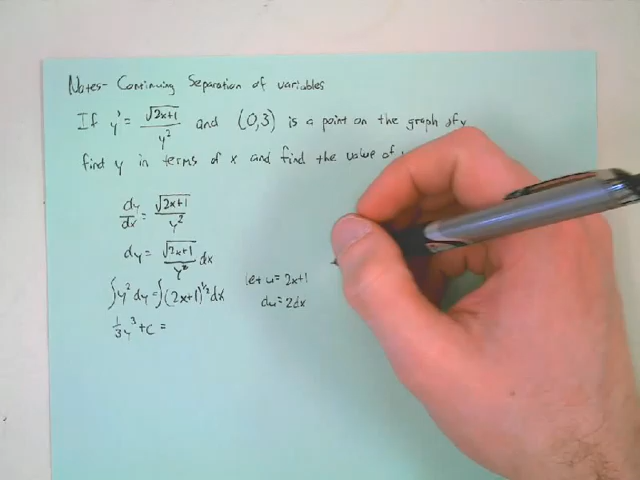 Notes- Continuing Separation of variables
If y' = √(2x+1)/y² and (0,3) is a point on the graph of y
find y in terms of x and find the value of
dy/dx = √(2x+1)/y²
dy = √(2x+1)/y² dx
∫y² dy = ∫(2x+1)^½ dx let u = 2x+1
du = 2dx
⅓y³ + C =